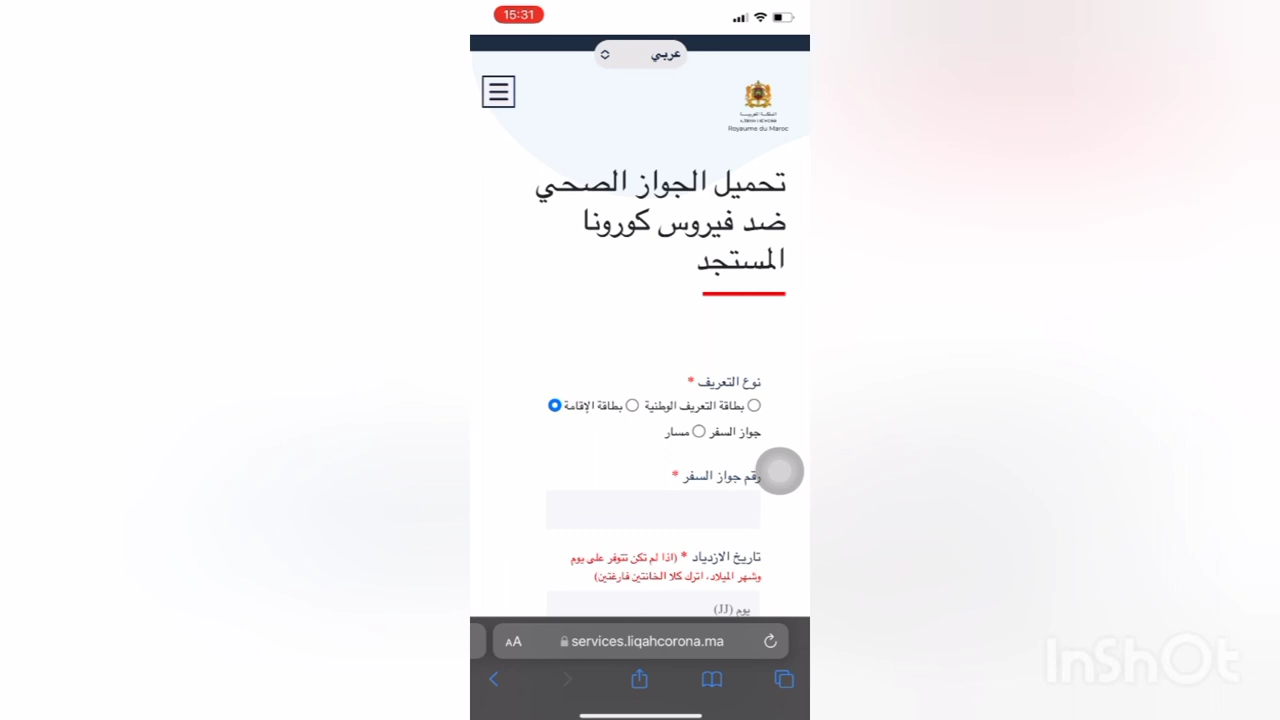 15:31
عربي
المملكة المغربية
Royaume du Maroc
تحميل الجواز الصحي
ضد فيروس كورونا
المستجد
نوع التعريف *
بطاقة التعريف الوطنية بطاقة الإقامة
جواز السفر مسار
رقم جواز السفر *
تاريخ الازدياد * (اذا لم تكن تتوفر على يوم
وشهر الميلاد، اترك كلا الخانتين فارغتين)
يوم (JJ)
AA services.liqahcorona.ma
InShOt